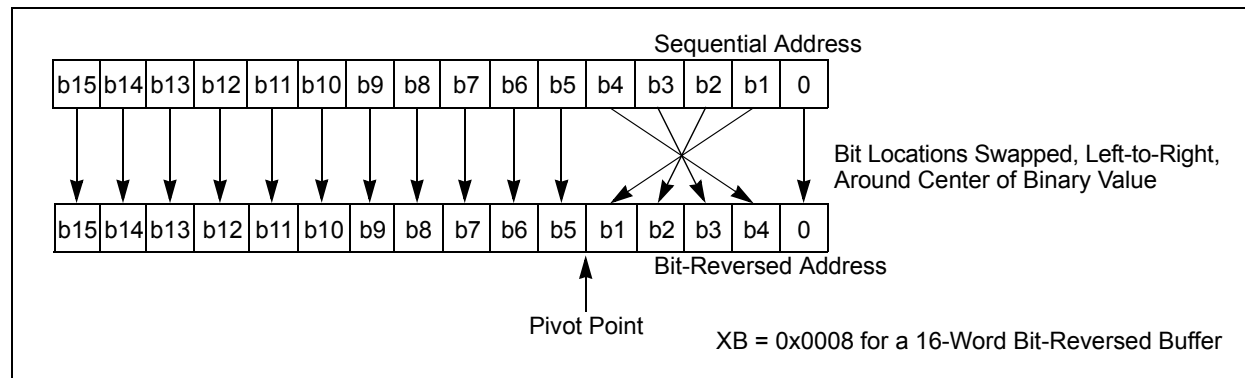 Sequential Address
b15 b14 b13 b12 b11 b10 b9 b8 b7 b6 b5 b4 b3 b2 b1 0
Bit Locations Swapped, Left-to-Right,
Around Center of Binary Value
b15 b14 b13 b12 b11 b10 b9 b8 b7 b6 b5 b1 b2 b3 b4 0
Bit-Reversed Address
Pivot Point
XB = 0x0008 for a 16-Word Bit-Reversed Buffer